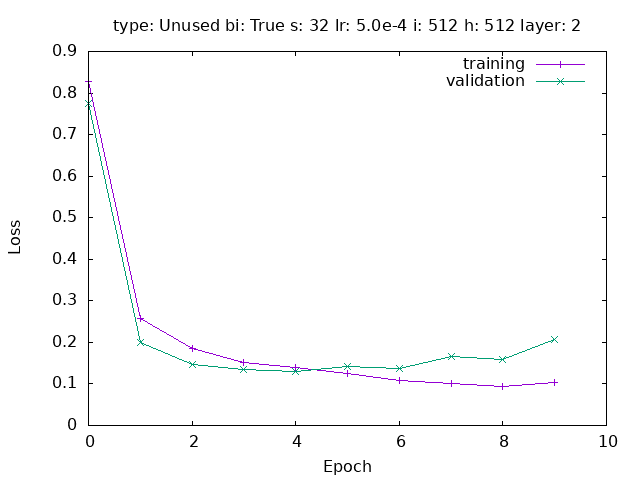 type: Unused bi: True s: 32 lr: 5.0e-4 i: 512 h: 512 layer: 2
training
validation
0.9
0.8
0.7
0.6
0.5
0.4
0.3
0.2
0.1
0
Loss
0 2 4 6 8 10
Epoch